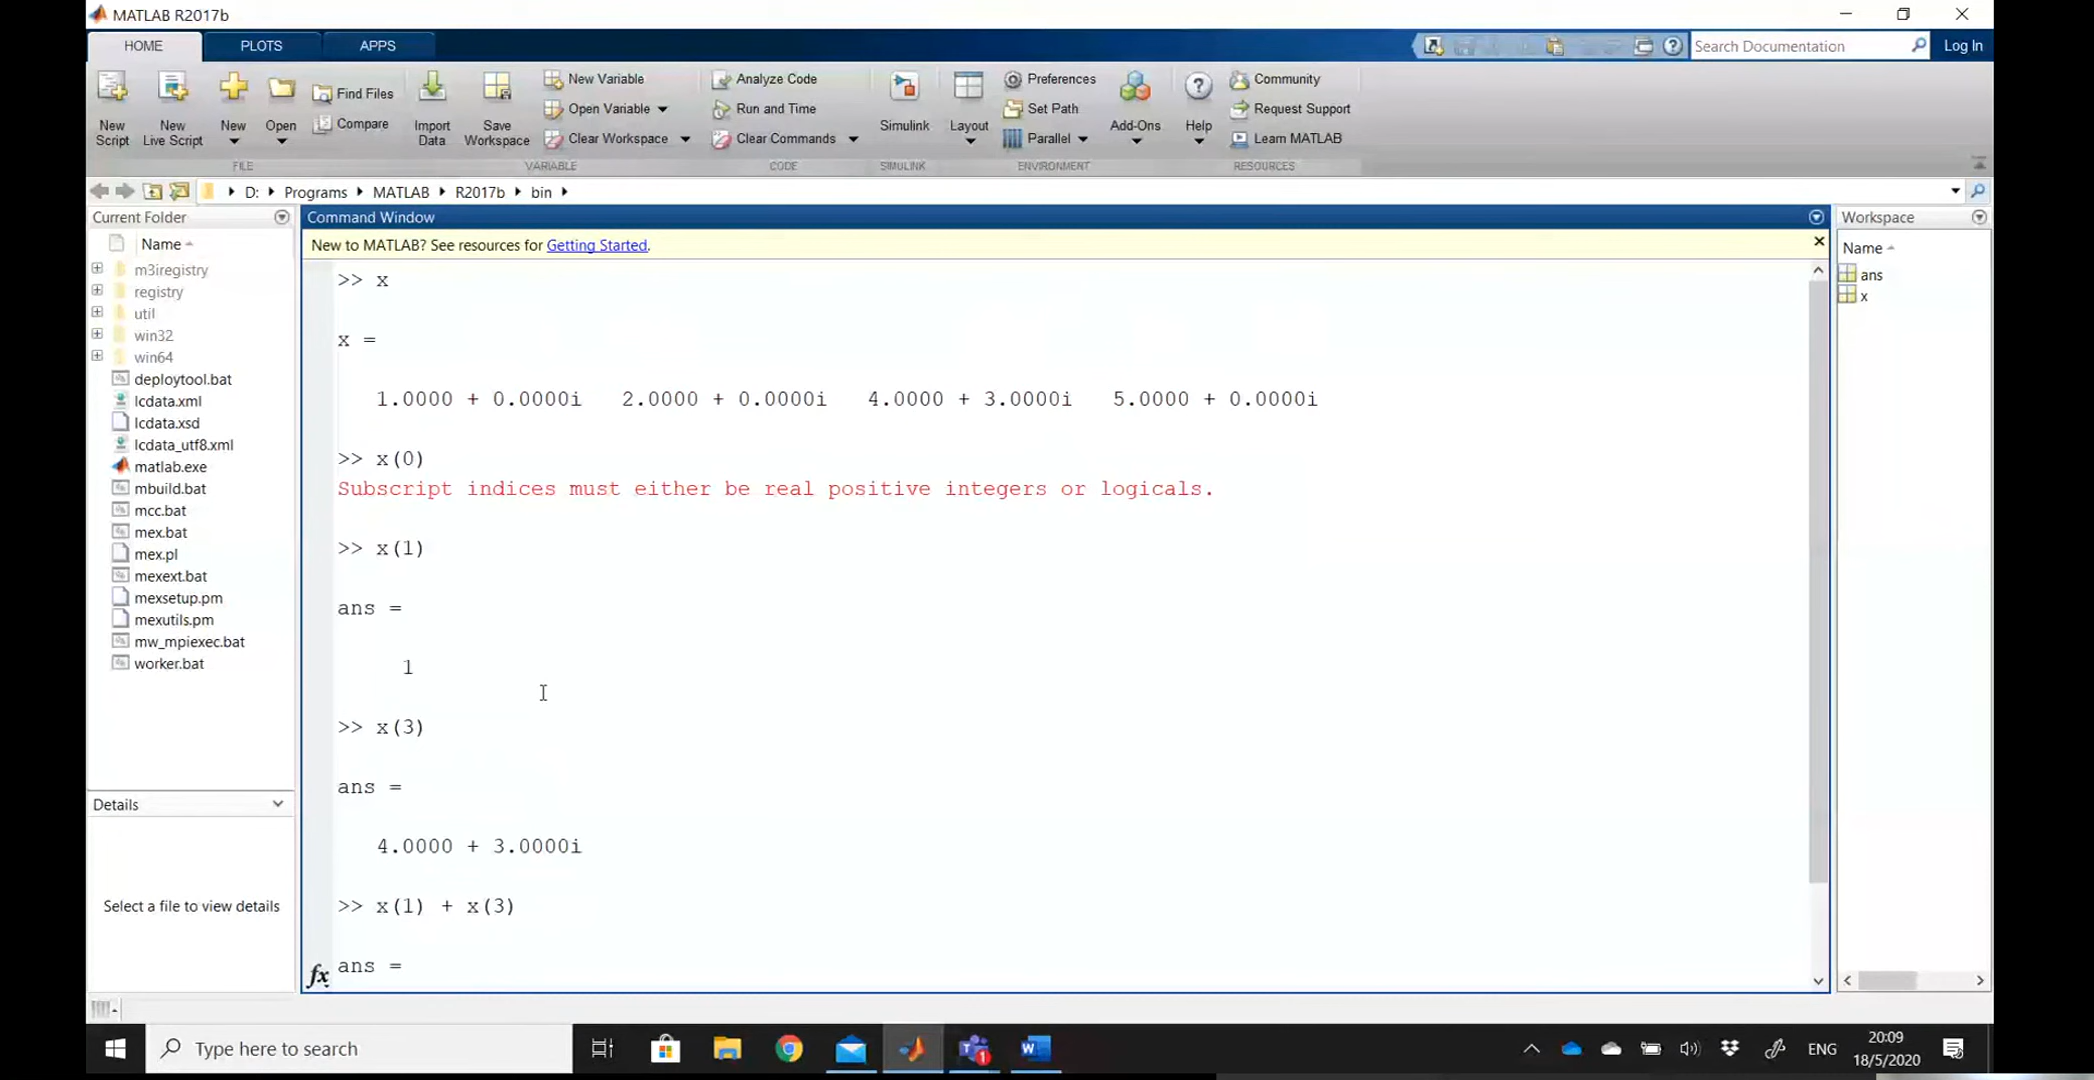 MATLAB R2017b
HOME PLOTS APPS
Search Documentation Log In
New Script
New Live Script
New
Open
Find Files
Compare
FILE
Import Data
Save Workspace
New Variable
Open Variable
Clear Workspace
VARIABLE
Analyze Code
Run and Time
Clear Commands
CODE
Simulink
SIMULINK
Layout
Preferences
Set Path
Parallel
ENVIRONMENT
Add-Ons
Help
Community
Request Support
Learn MATLAB
RESOURCES
D: Programs MATLAB R2017b bin
Current Folder
Name
m3iregistry
registry
util
win32
win64
deploytool.bat
lcdata.xml
lcdata.xsd
lcdata_utf8.xml
matlab.exe
mbuild.bat
mcc.bat
mex.bat
mex.pl
mexext.bat
mexsetup.pm
mexutils.pm
mw_mpiexec.bat
worker.bat
Details
Select a file to view details
Command Window
New to MATLAB? See resources for Getting Started.
>> x
x =
1.0000 + 0.0000i 2.0000 + 0.0000i 4.0000 + 3.0000i 5.0000 + 0.0000i
>> x(0)
Subscript indices must either be real positive integers or logicals.
>> x(1)
ans =
1
>> x(3)
ans =
4.0000 + 3.0000i
>> x(1) + x(3)
fx ans =
Workspace
Name
ans
x
Type here to search
1
W
ENG
20:09
18/5/2020